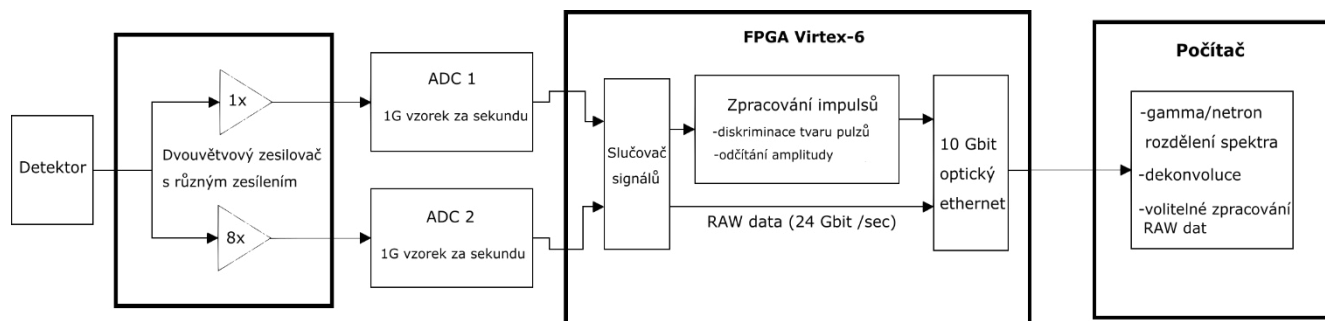 Detektor
1x
Dvouvětvový zesilovač
s různým zesílením
8x
ADC 1
1G vzorek za sekundu
ADC 2
1G vzorek za sekundu
FPGA Virtex-6
Slučovač
signálů
Zpracování impulsů
-diskriminace tvaru pulzů
-odčítání amplitudy
RAW data (24 Gbit /sec)
10 Gbit
optický
ethernet
Počítač
-gamma/netron
rozdělení spektra
-dekonvoluce
-volitelné zpracování
RAW dat